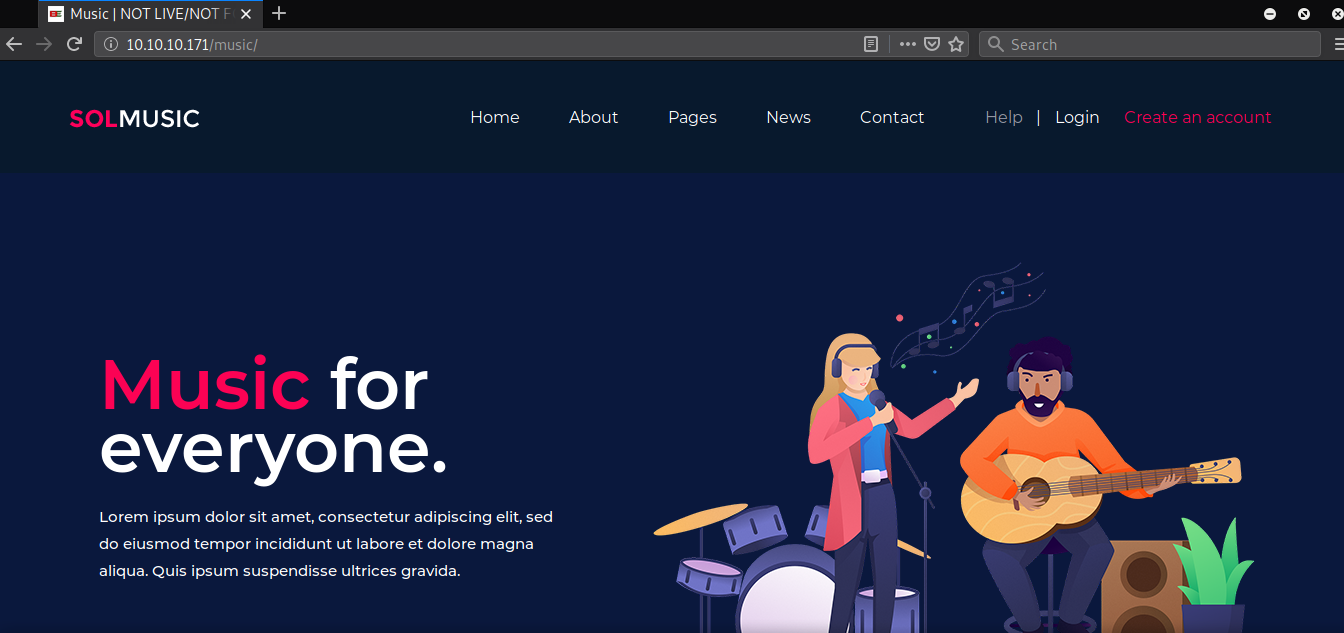 Music | NOT LIVE/NOT F
10.10.10.171/music/
Search
SOLMUSIC
Home About Pages News Contact Help | Login Create an account
Music for
everyone.
Lorem ipsum dolor sit amet, consectetur adipiscing elit, sed
do eiusmod tempor incididunt ut labore et dolore magna
aliqua. Quis ipsum suspendisse ultrices gravida.